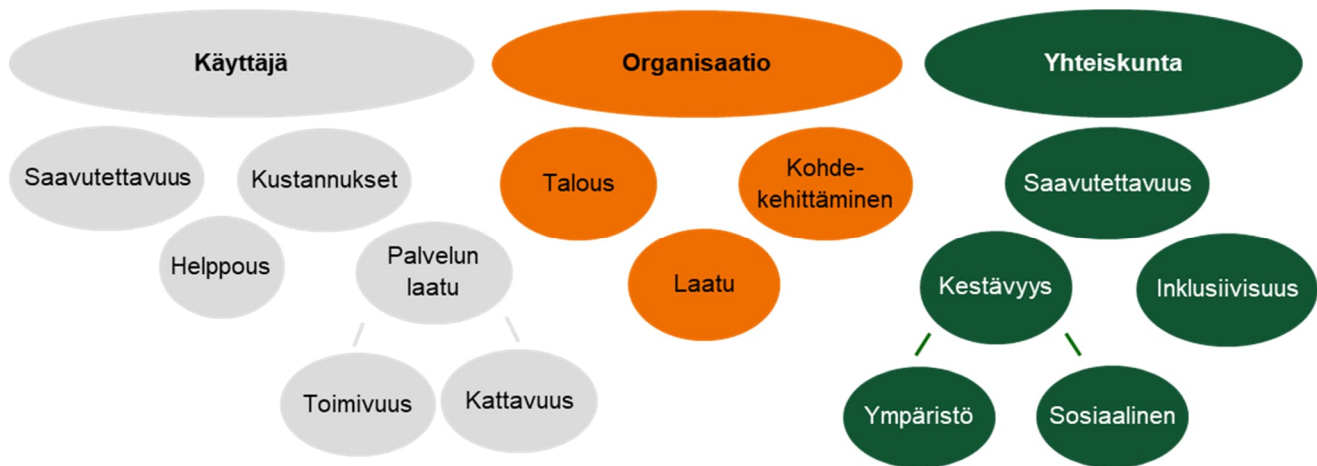 Käyttäjä
Saavutettavuus
Kustannukset
Helppous
Palvelun
laatu
Toimivuus
Kattavuus
Organisaatio
Talous
Kohde-
kehittäminen
Laatu
Yhteiskunta
Saavutettavuus
Kestävyys
Inklusiivisuus
Ympäristö
Sosiaalinen